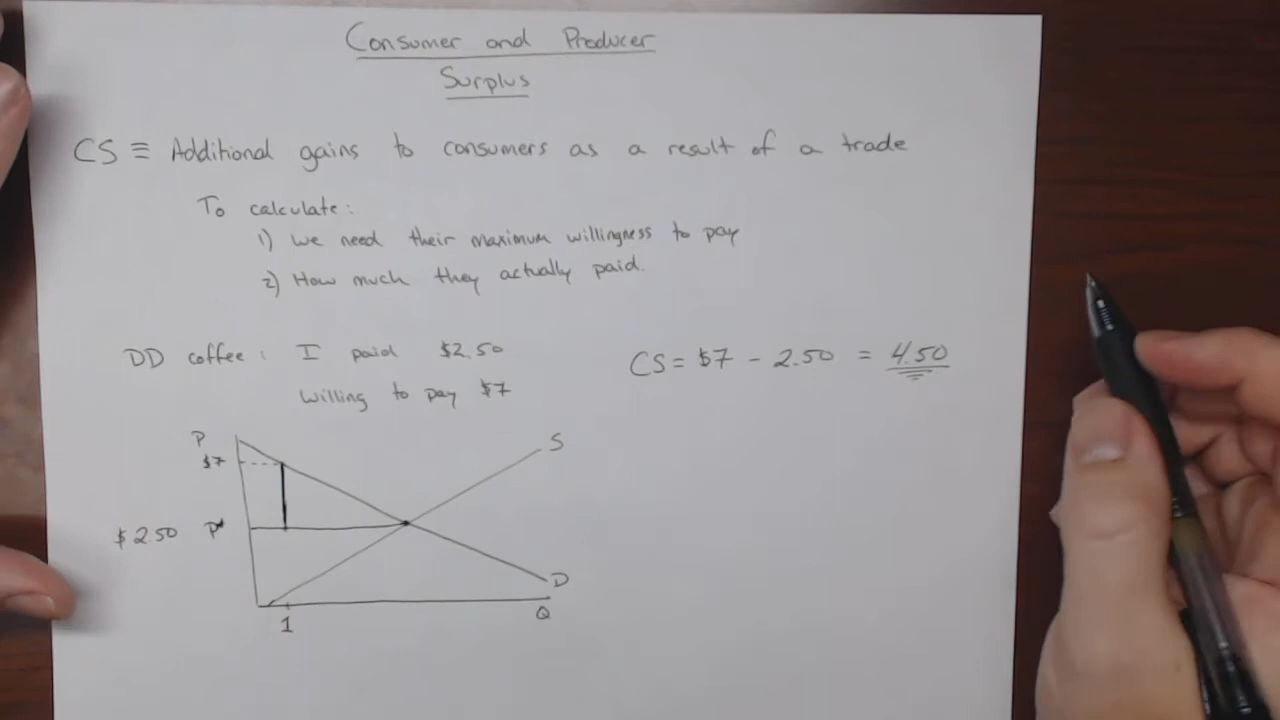 Consumer and Producer
Surplus
CS ≡ Additional gains to consumers as a result of a trade
To calculate:
1) we need their maximum willingness to pay
2) How much they actually paid.
DD coffee: I paid $2.50
willing to pay $7
CS = $7 - 2.50 = 4.50
P
$7
S
$2.50 P*
D
1
Q